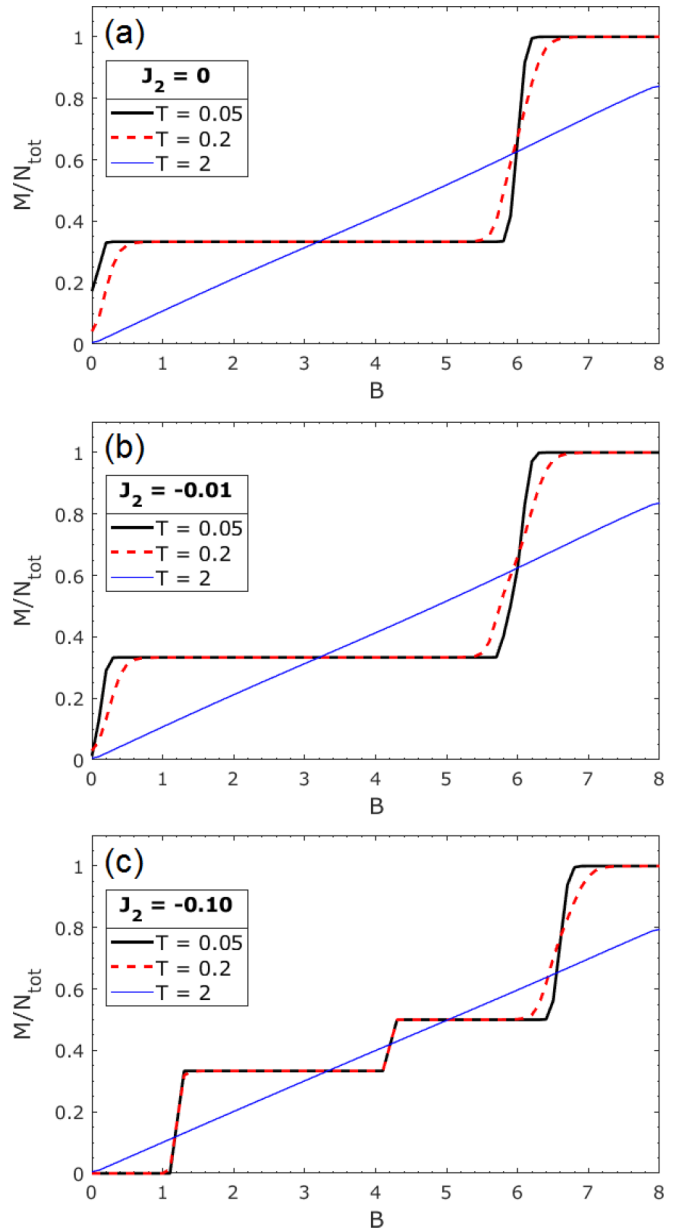 (a)
J2 = 0
T = 0.05
T = 0.2
T = 2
M/Ntot
1
0.8
0.6
0.4
0.2
0
0 1 2 3 4 5 6 7 8
B
(b)
J2 = -0.01
T = 0.05
T = 0.2
T = 2
M/Ntot
1
0.8
0.6
0.4
0.2
0
0 1 2 3 4 5 6 7 8
B
(c)
J2 = -0.10
T = 0.05
T = 0.2
T = 2
M/Ntot
1
0.8
0.6
0.4
0.2
0
0 1 2 3 4 5 6 7 8
B